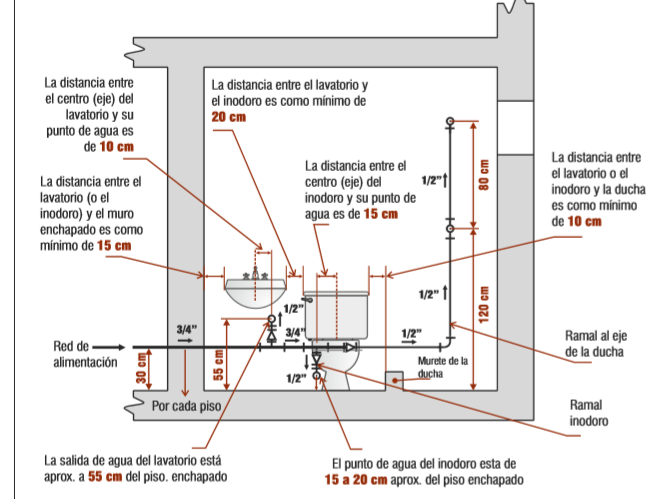 La distancia entre
el centro (eje) del
lavatorio y su
punto de agua es
de 10 cm
La distancia entre el lavatorio y
el inodoro es como mínimo de
20 cm
La distancia entre el
centro (eje) del
inodoro y su punto de
agua es de 15 cm
La distancia entre
el lavatorio o el
inodoro y la ducha
es como mínimo
de 10 cm
La distancia entre el
lavatorio (o el
inodoro) y el muro
enchapado es como
mínimo de 15 cm
1/2"
80 cm
1/2"
120 cm
1/2"
3/4"
3/4"
1/2"
Red de
alimentación
30 cm
55 cm
1/2"
Murete de la
ducha
Ramal al eje
de la ducha
Por cada piso
Ramal
inodoro
La salida de agua del lavatorio está
aprox. a 55 cm del piso. enchapado
El punto de agua del inodoro esta de
15 a 20 cm aprox. del piso enchapado